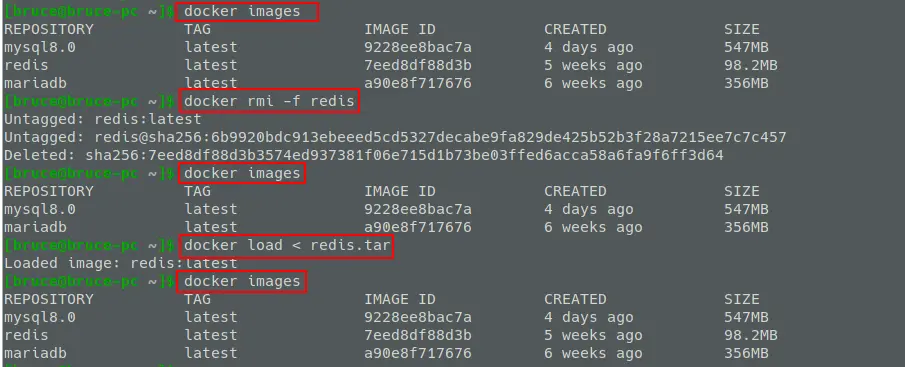 [bruce@bruce-pc ~]$ docker images
REPOSITORY TAG IMAGE ID CREATED SIZE
mysql8.0 latest 9228ee8bac7a 4 days ago 547MB
redis latest 7eed8df88d3b 5 weeks ago 98.2MB
mariadb latest a90e8f717676 6 weeks ago 356MB
[bruce@bruce-pc ~]$ docker rmi -f redis
Untagged: redis:latest
Untagged: redis@sha256:6b9920bdc913ebeeed5cd5327decabe9fa829de425b52b3f28a7215ee7c7c457
Deleted: sha256:7eed8df88d3b3574ed937381f06e715d1b73be03ffed6acca58a6fa9f6ff3d64
[bruce@bruce-pc ~]$ docker images
REPOSITORY TAG IMAGE ID CREATED SIZE
mysql8.0 latest 9228ee8bac7a 4 days ago 547MB
mariadb latest a90e8f717676 6 weeks ago 356MB
[bruce@bruce-pc ~]$ docker load < redis.tar
Loaded image: redis:latest
[bruce@bruce-pc ~]$ docker images
REPOSITORY TAG IMAGE ID CREATED SIZE
mysql8.0 latest 9228ee8bac7a 4 days ago 547MB
redis latest 7eed8df88d3b 5 weeks ago 98.2MB
mariadb latest a90e8f717676 6 weeks ago 356MB